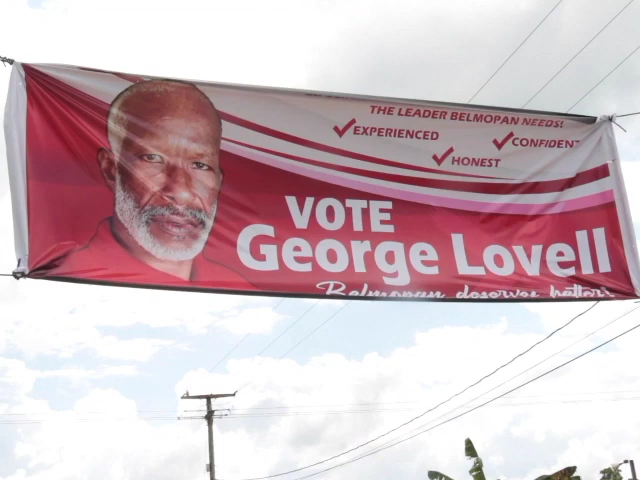 THE LEADER BELMOPAN NEEDS!
✓EXPERIENCED ✓CONFIDENT
✓HONEST
VOTE
George Lovell
Belmopan deserves better!